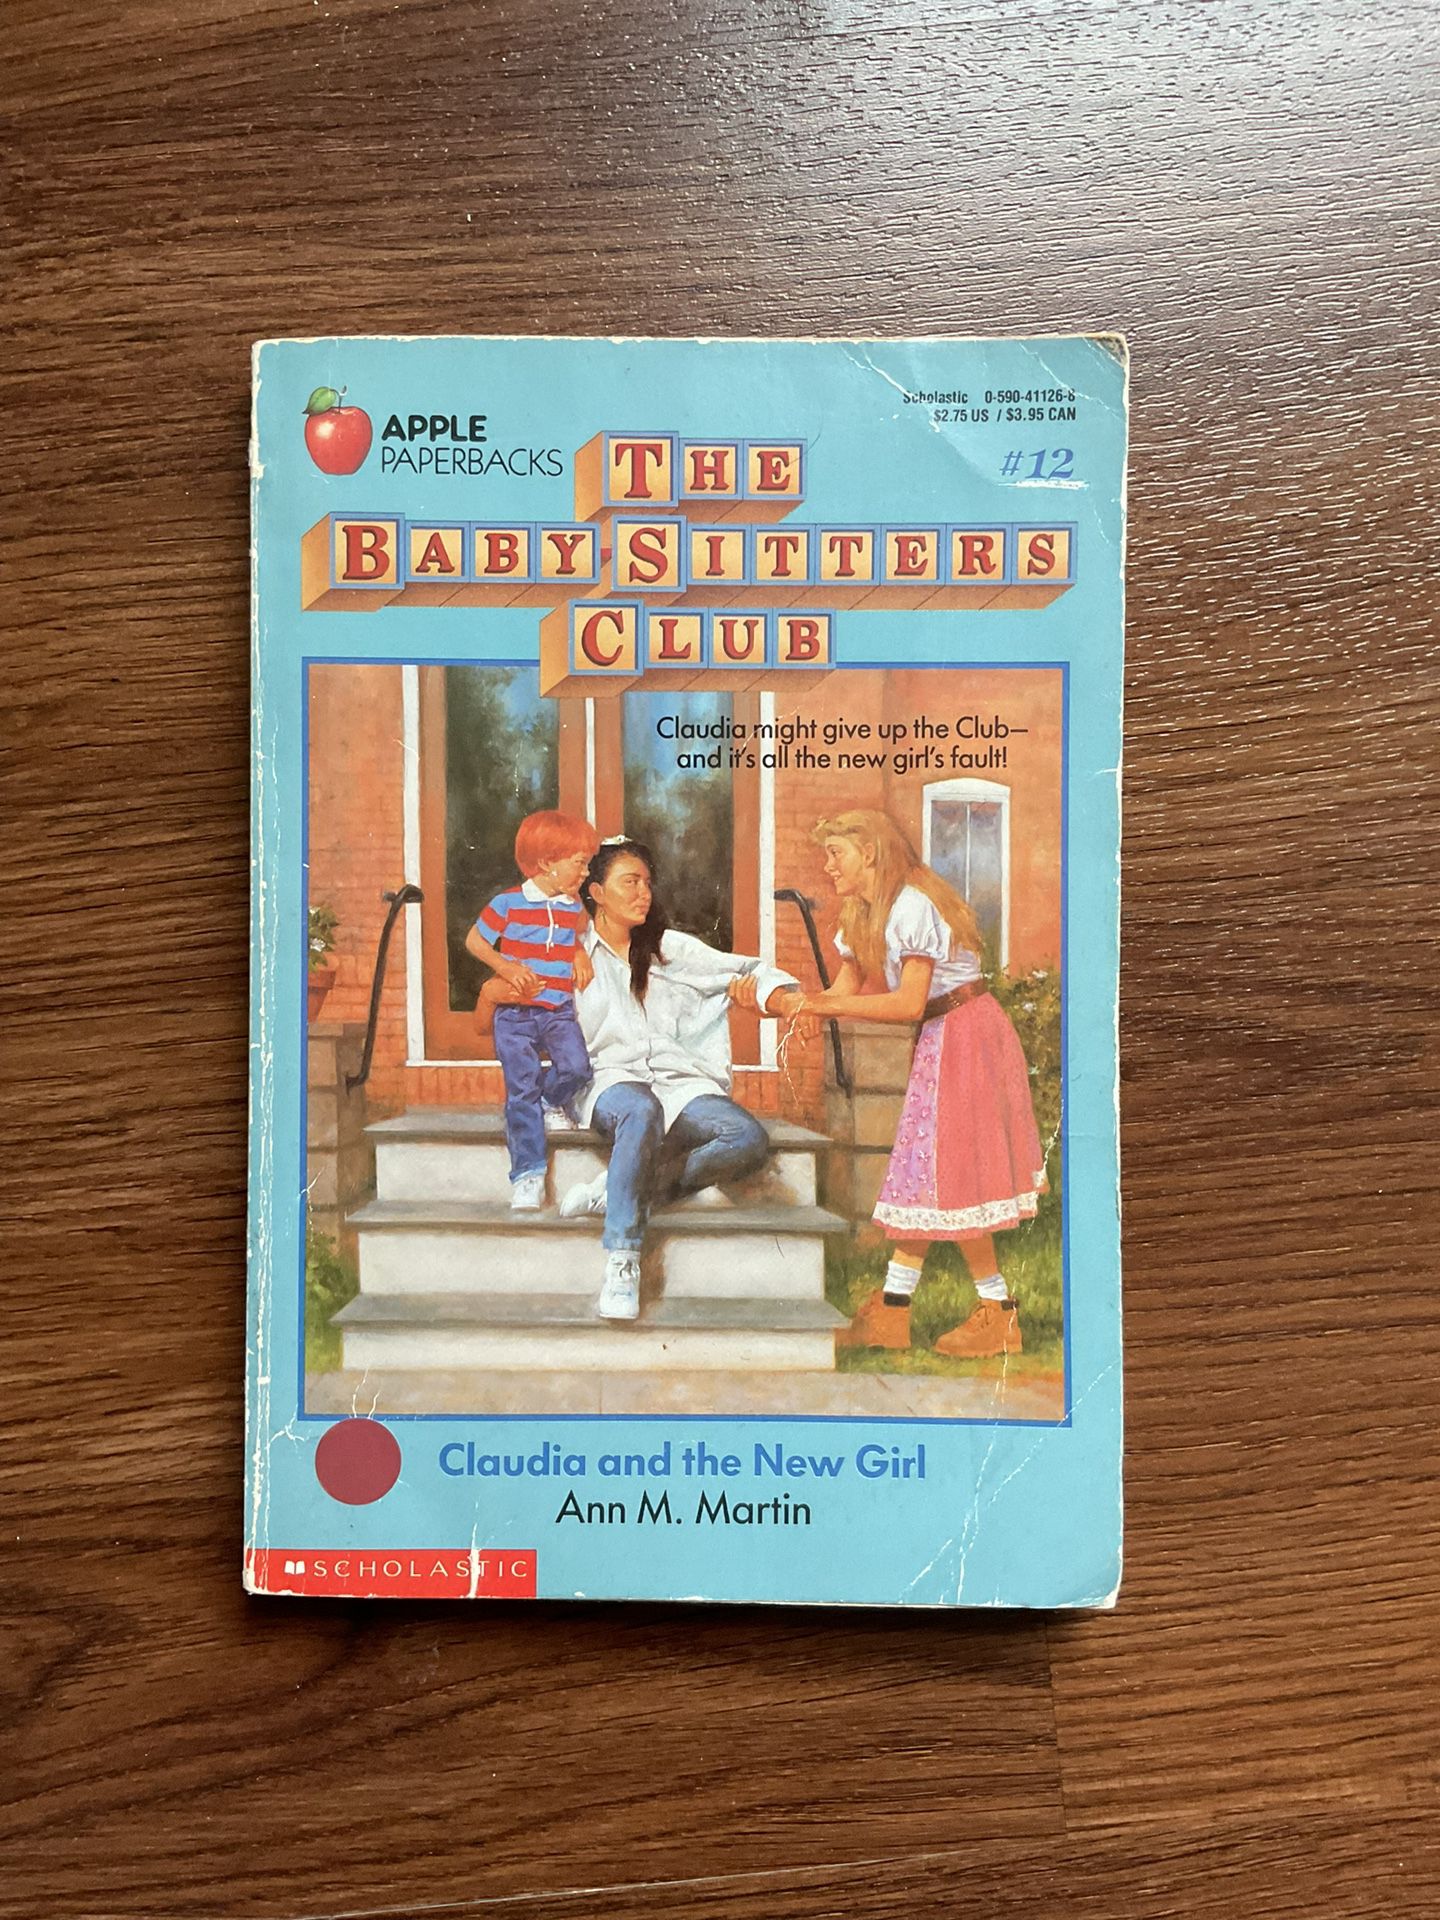 APPLE
PAPERBACKS
Scholastic 0-590-41126-8
$2.75 US / $3.95 CAN
#12
THE
BABY-SITTERS
CLUB
Claudia might give up the Club—
and it's all the new girl's fault!
Claudia and the New Girl
Ann M. Martin
SCHOLASTIC